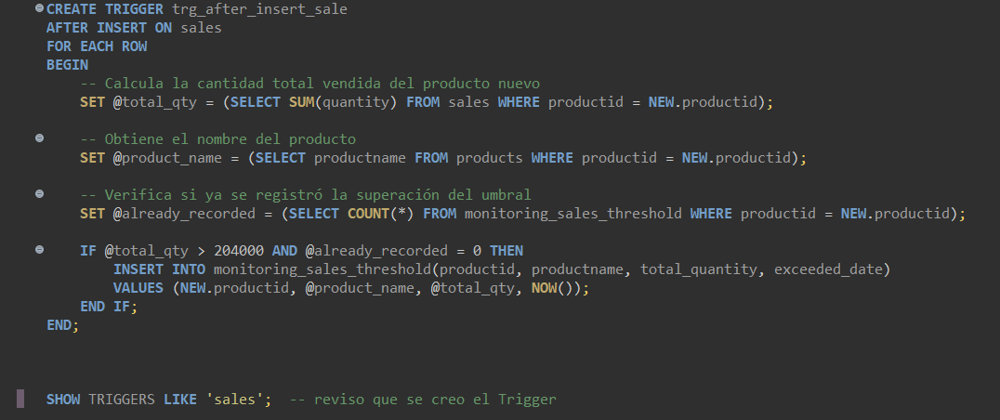 CREATE TRIGGER trg_after_insert_sale
AFTER INSERT ON sales
FOR EACH ROW
BEGIN
    -- Calcula la cantidad total vendida del producto nuevo
    SET @total_qty = (SELECT SUM(quantity) FROM sales WHERE productid = NEW.productid);
    -- Obtiene el nombre del producto
    SET @product_name = (SELECT productname FROM products WHERE productid = NEW.productid);
    -- Verifica si ya se registró la superación del umbral
    SET @already_recorded = (SELECT COUNT(*) FROM monitoring_sales_threshold WHERE productid = NEW.productid);
    IF @total_qty > 204000 AND @already_recorded = 0 THEN
        INSERT INTO monitoring_sales_threshold(productid, productname, total_quantity, exceeded_date)
        VALUES (NEW.productid, @product_name, @total_qty, NOW());
    END IF;
END;
SHOW TRIGGERS LIKE 'sales';  -- reviso que se creo el Trigger